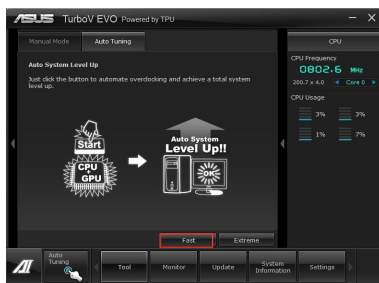 ASUS TurboV EVO Powered by TPU
Manual Mode
Auto Tuning
Auto System Level Up
Just click the button to automate overclocking and achieve a total system
level up.
Start
CPU
+
GPU
Auto System
Level Up!!
OK
Fast
Extreme
CPU
CPU Frequency
0802.6 MHz
200.7 x 4.0
Core 0
CPU Usage
3%
3%
1%
7%
Auto
Tuning
Tool
Monitor
Update
System
Information
Settings